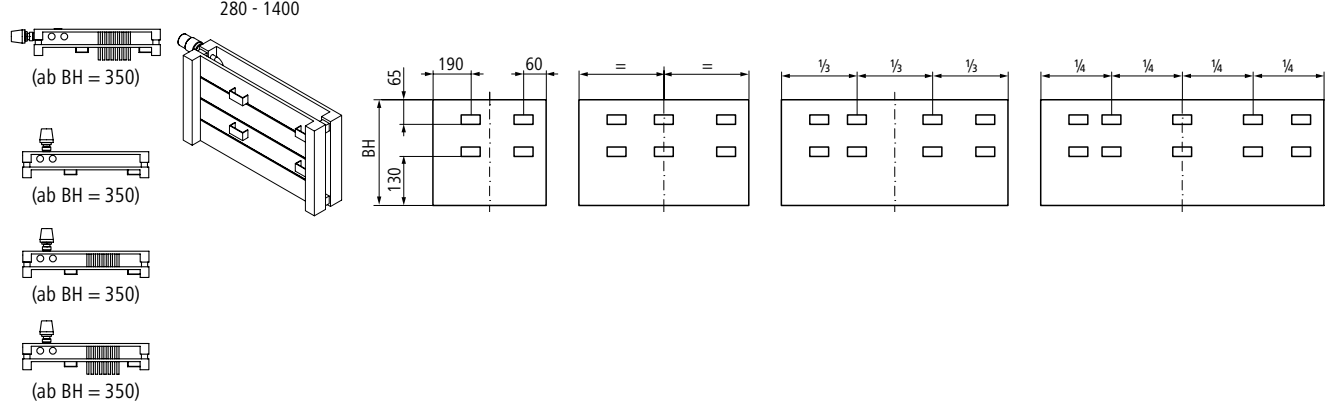 280 - 1400
(ab BH = 350)
(ab BH = 350)
(ab BH = 350)
(ab BH = 350)
190 60
65
BH
130
= =
⅓ ⅓ ⅓
¼ ¼ ¼ ¼